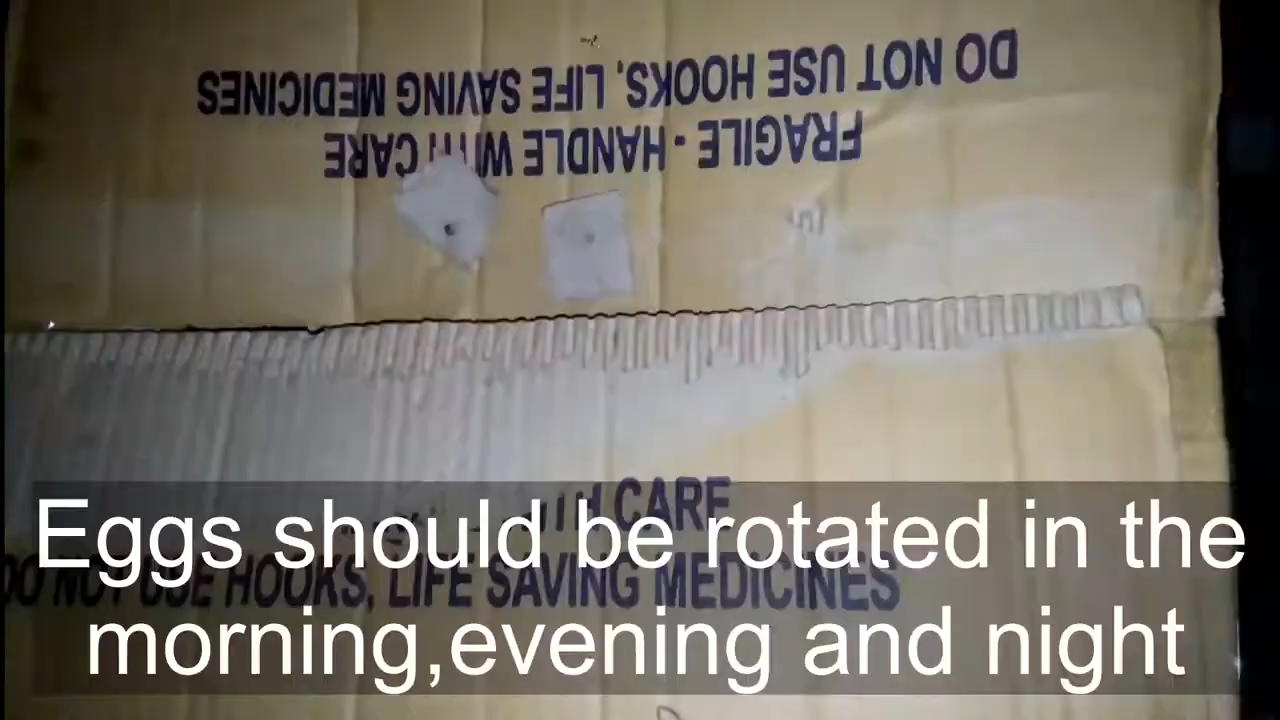 DO NOT USE HOOKS, LIFE SAVING MEDICINES
FRAGILE - HANDLE WITH CARE
CARE
DO NOT USE HOOKS, LIFE SAVING MEDICINES
Eggs should be rotated in the
morning,evening and night